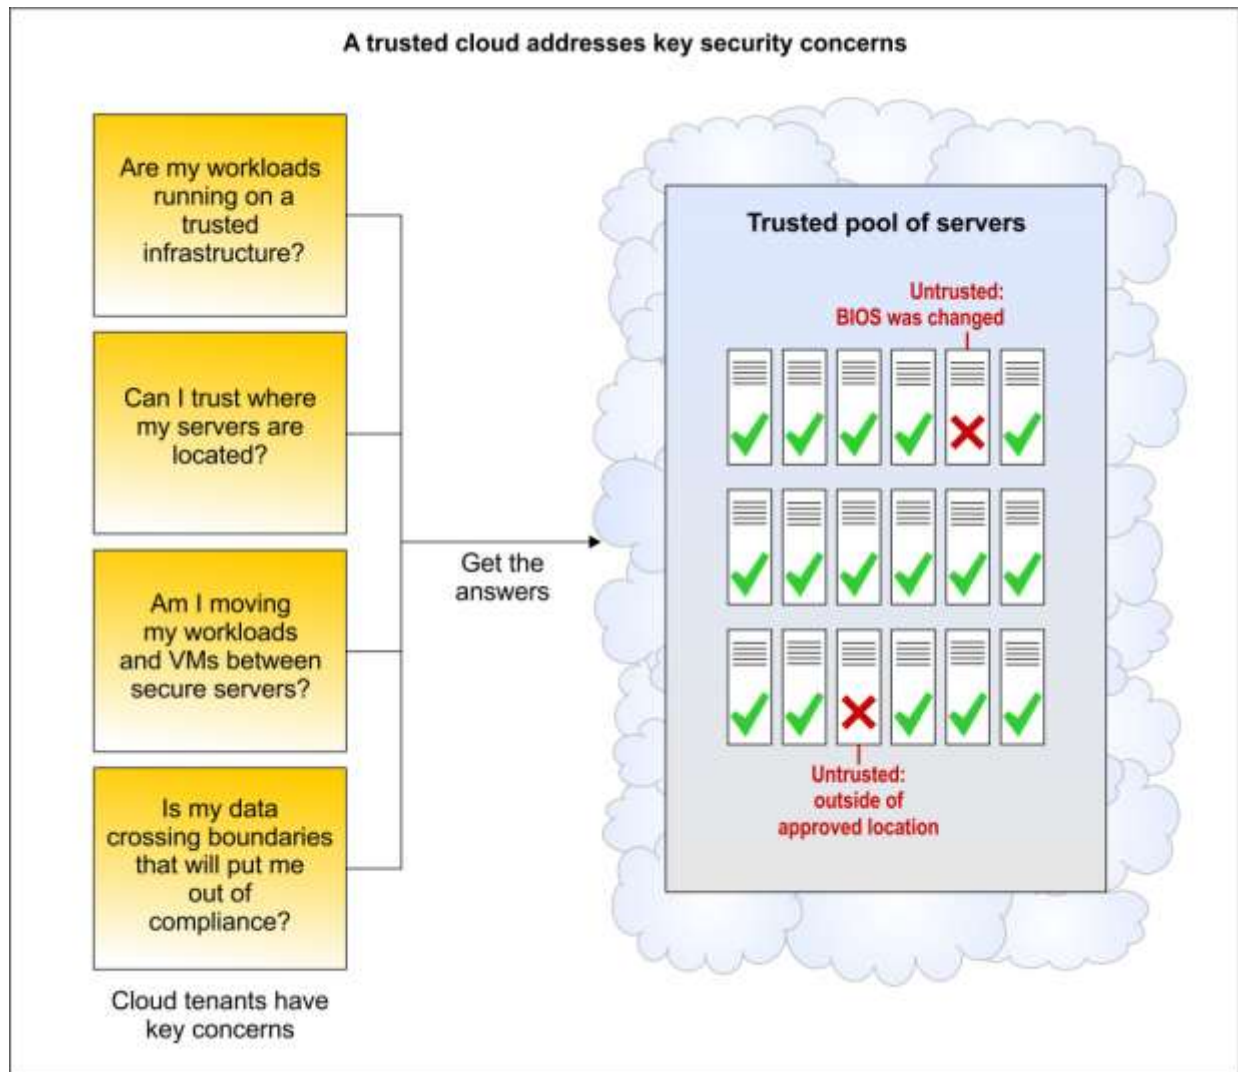 A trusted cloud addresses key security concerns
Are my workloads
running on a
trusted
infrastructure?
Can I trust where
my servers are
located?
Am I moving
my workloads
and VMs between
secure servers?
Is my data
crossing boundaries
that will put me
out of
compliance?
Cloud tenants have
key concerns
Get the
answers
Trusted pool of servers
Untrusted:
BIOS was changed
Untrusted:
outside of
approved location